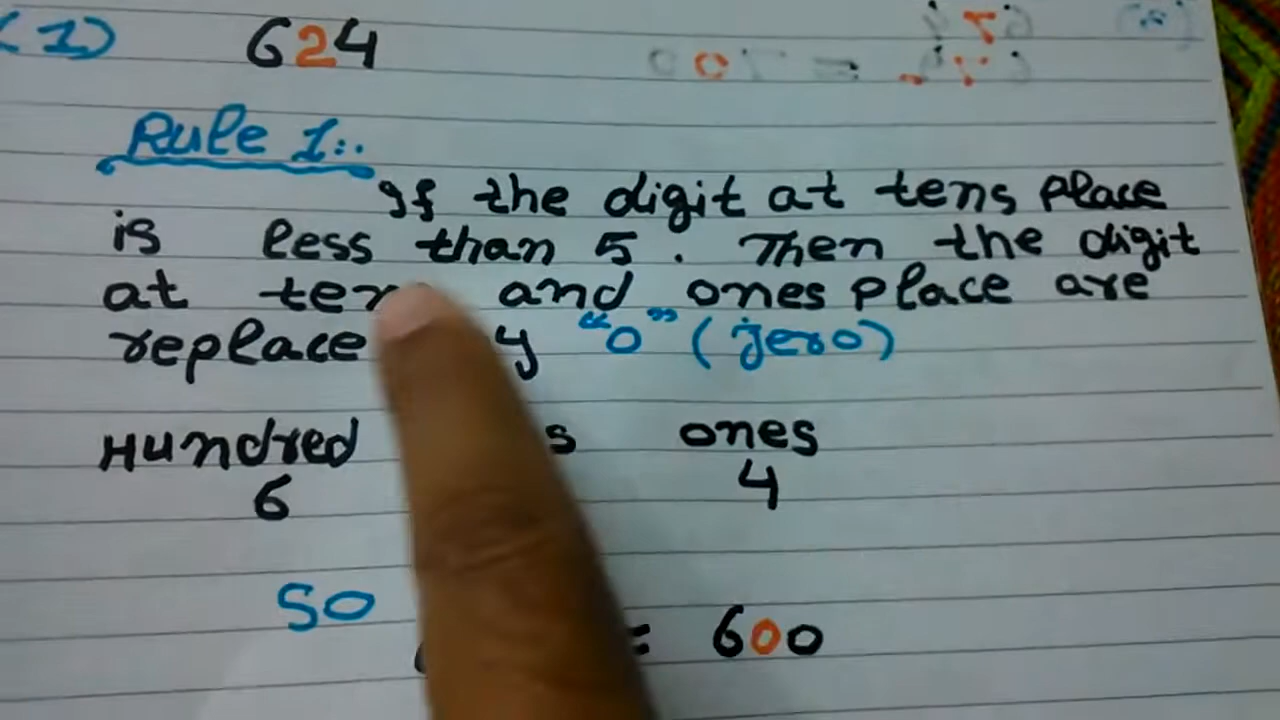 (1) 624
Rule 1:.
If the digit at tens place
is less than 5. Then the digit
at and ones place are
replace "0" (zero)
Hundred ones
6 4
SO
= 600